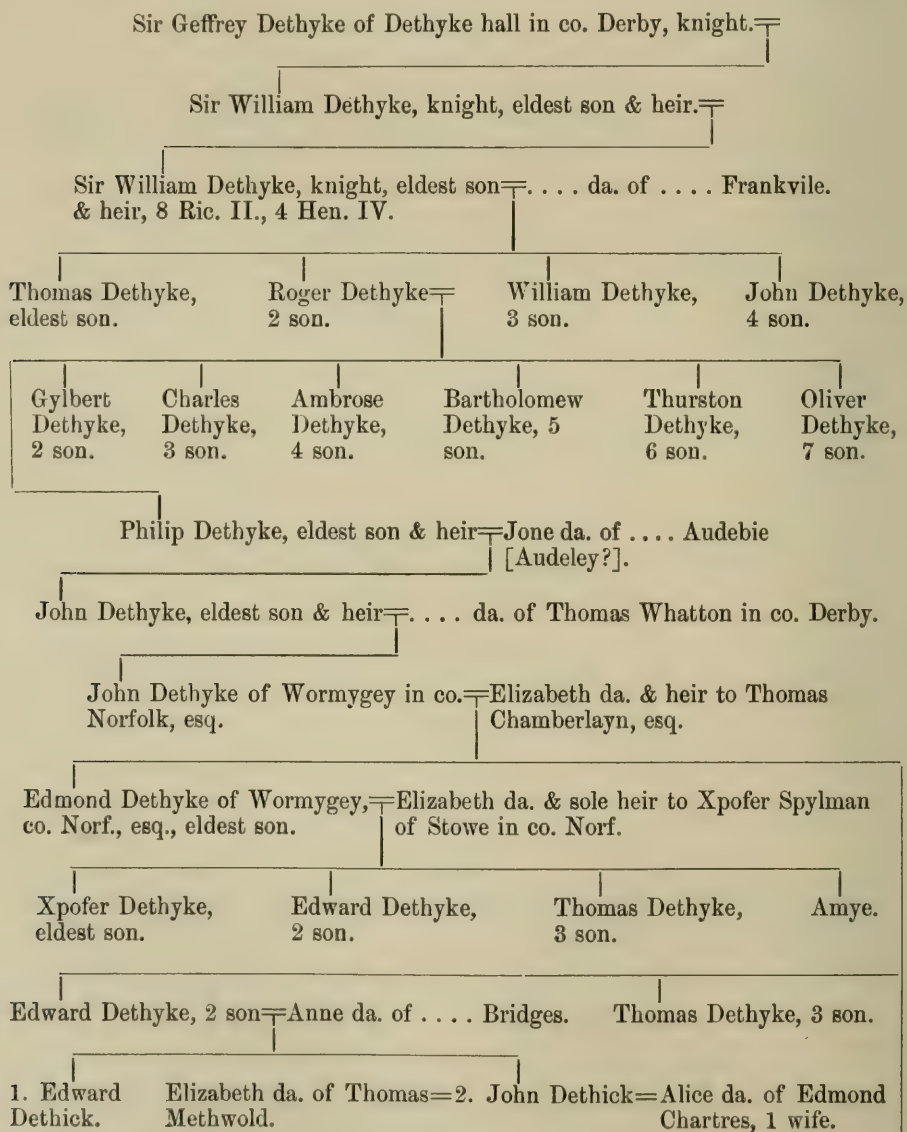 Sir Geffrey Dethyke of Dethyke hall in co. Derby, knight.=
Sir William Dethyke, knight, eldest son & heir.=
Sir William Dethyke, knight, eldest son=. . . . da. of . . . . Frankvile.
& heir, 8 Ric. II., 4 Hen. IV.
Thomas Dethyke, eldest son.
Roger Dethyke= 2 son.
William Dethyke, 3 son.
John Dethyke, 4 son.
Gylbert Dethyke, 2 son.
Charles Dethyke, 3 son.
Ambrose Dethyke, 4 son.
Bartholomew Dethyke, 5 son.
Thurston Dethyke, 6 son.
Oliver Dethyke, 7 son.
Philip Dethyke, eldest son & heir=Jone da. of . . . . Audebie
[Audeley?].
John Dethyke, eldest son & heir=. . . . da. of Thomas Whatton in co. Derby.
John Dethyke of Wormygey in co. Norfolk, esq.
=Elizabeth da. & heir to Thomas Chamberlayn, esq.
Edmond Dethyke of Wormygey, co. Norf., esq., eldest son.
=Elizabeth da. & sole heir to Xpofer Spylman of Stowe in co. Norf.
Xpofer Dethyke, eldest son.
Edward Dethyke, 2 son.
Thomas Dethyke, 3 son.
Amye.
Edward Dethyke, 2 son=Anne da. of . . . . Bridges.
Thomas Dethyke, 3 son.
1. Edward Dethick.
Elizabeth da. of Thomas Methwold.
=2. John Dethick=
Alice da. of Edmond Chartres, 1 wife.